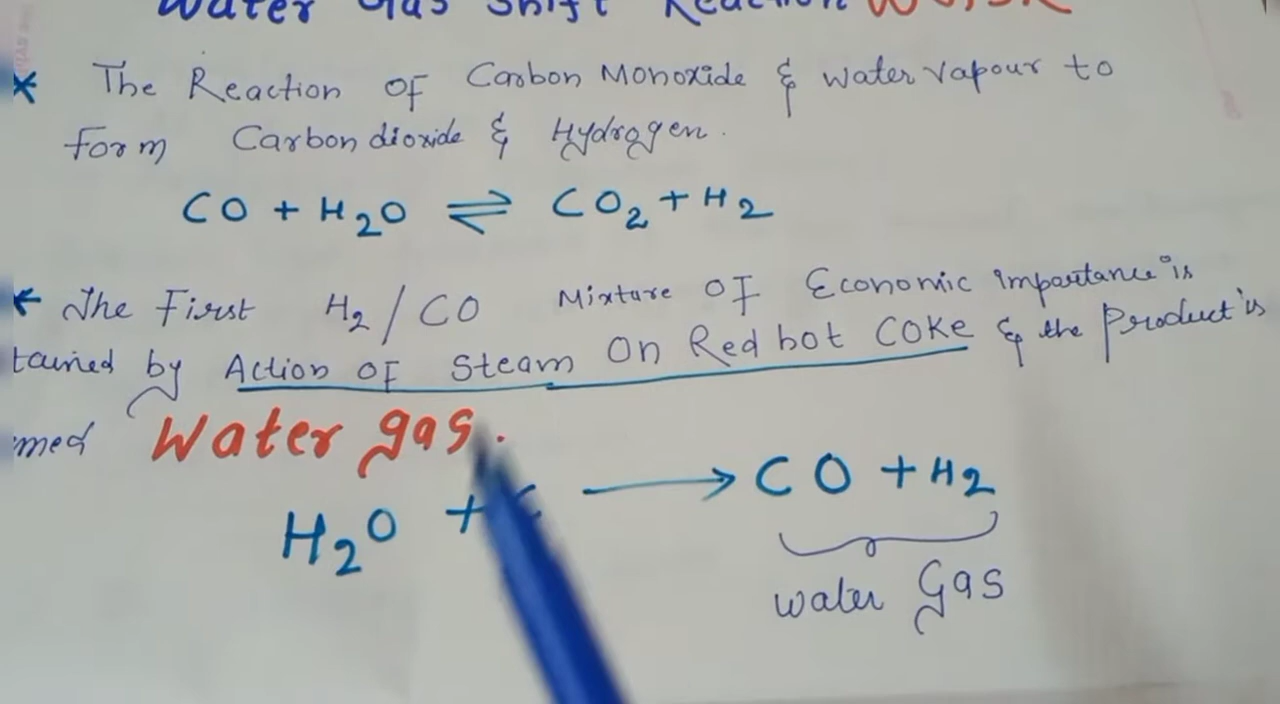 Water Gas Shift Reaction
* The Reaction OF Carbon Monoxide & water vapour to
Form Carbon dioxide & Hydrogen.
CO + H2O ⇌ CO2 + H2
The First H2/CO Mixture OF Economic importance is
tained by Action OF Steam On Red hot COKE & the Product is
med Water gas.
H2O + C ⟶ CO + H2
water Gas